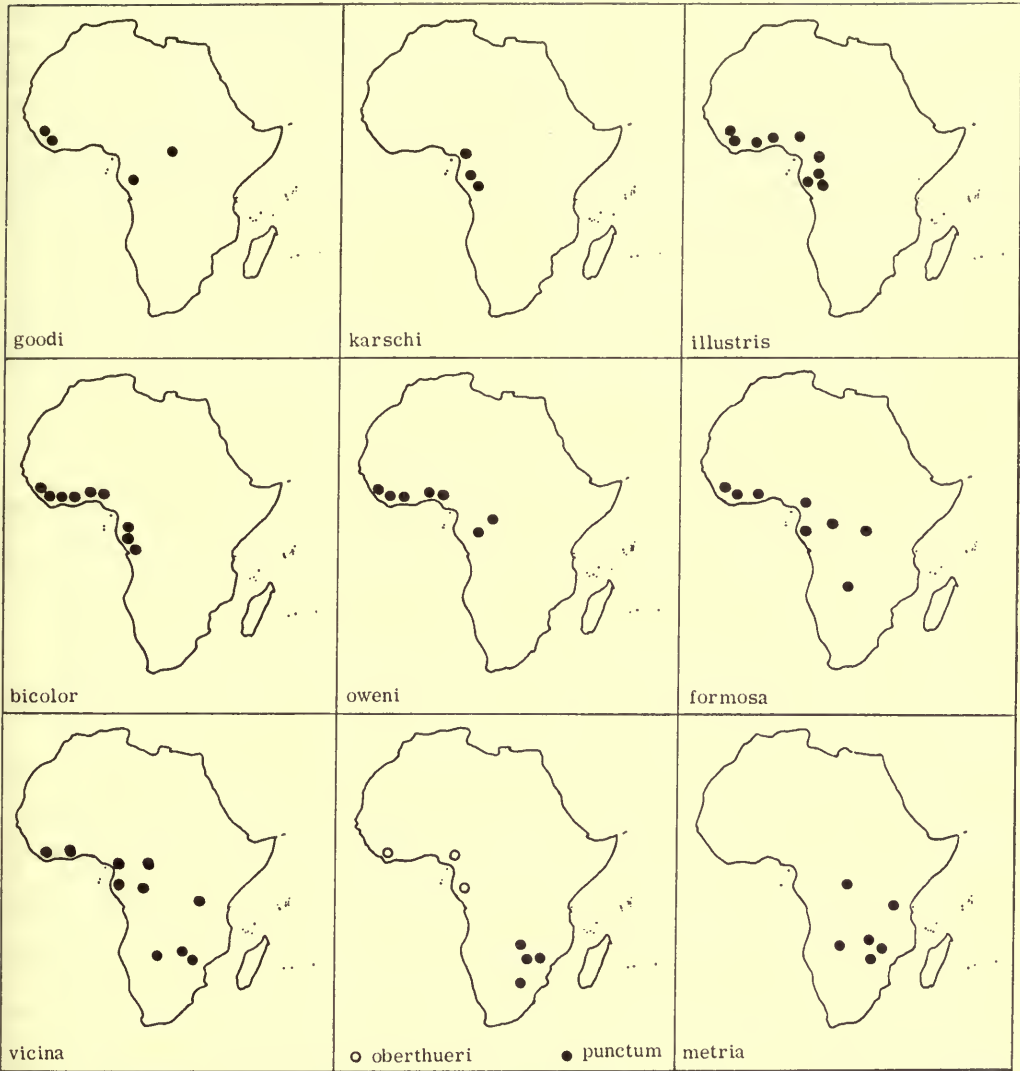 goodi
karschi
illustris
bicolor
oweni
formosa
vicina
oberthueri punctum
metria